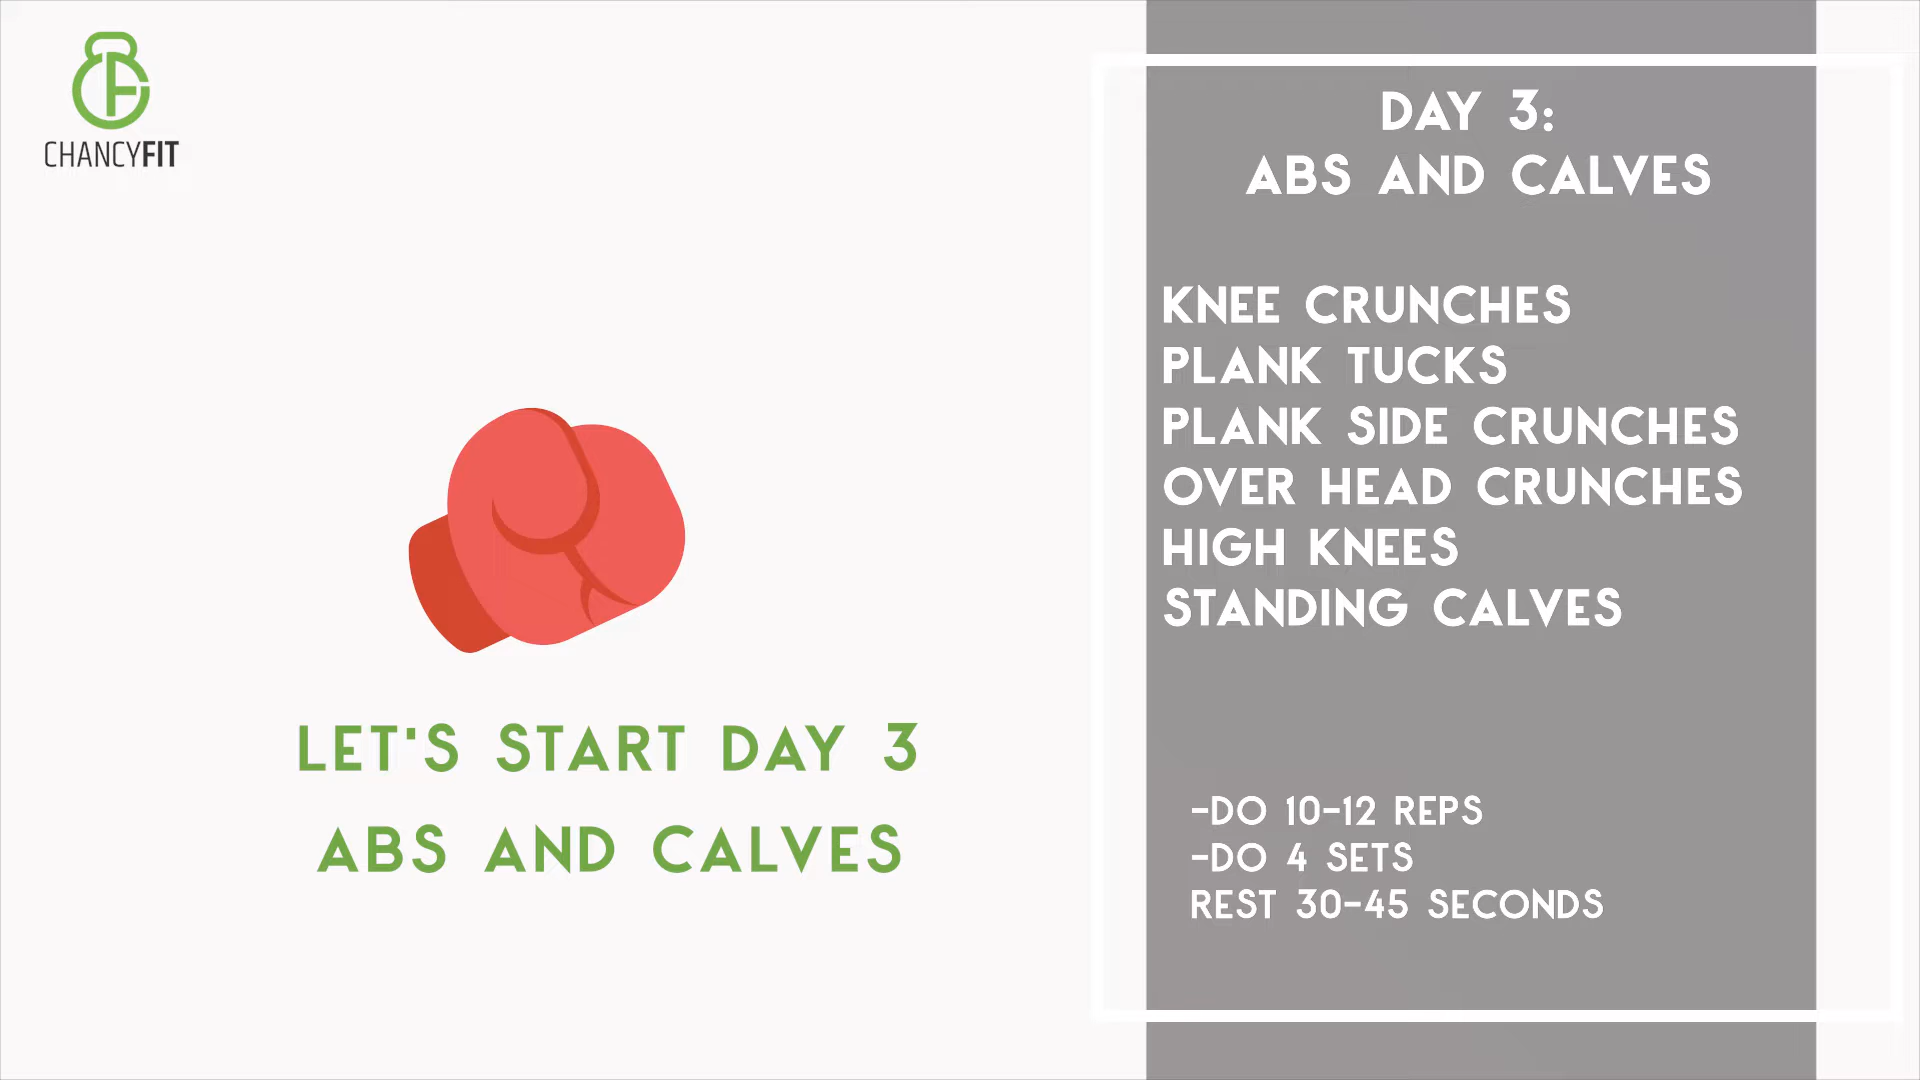 CHANCYFIT
LET'S START DAY 3
ABS AND CALVES
DAY 3:
ABS AND CALVES
KNEE CRUNCHES
PLANK TUCKS
PLANK SIDE CRUNCHES
OVER HEAD CRUNCHES
HIGH KNEES
STANDING CALVES
-DO 10-12 REPS
-DO 4 SETS
REST 30-45 SECONDS